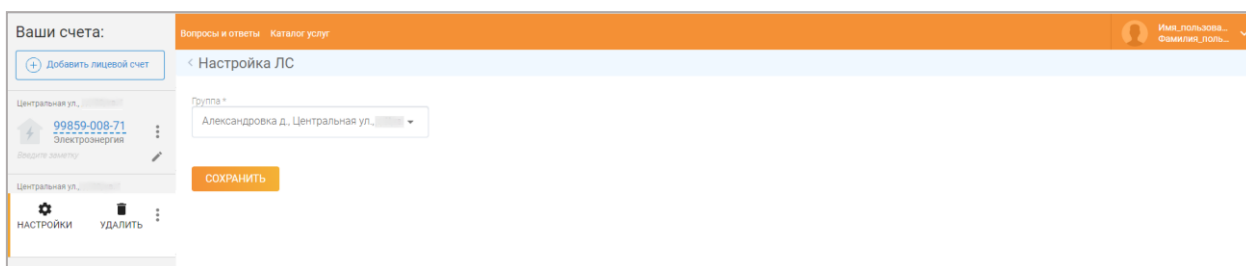 Ваши счета:
Добавить лицевой счет
Центральная ул.,
99859-008-71
Электроэнергия
Введите заметку
Центральная ул.,
НАСТРОЙКИ УДАЛИТЬ
Вопросы и ответы Каталог услуг
Имя_пользова...
Фамилия_поль...
< Настройка ЛС
Группа *
Александровка д., Центральная ул.,
СОХРАНИТЬ